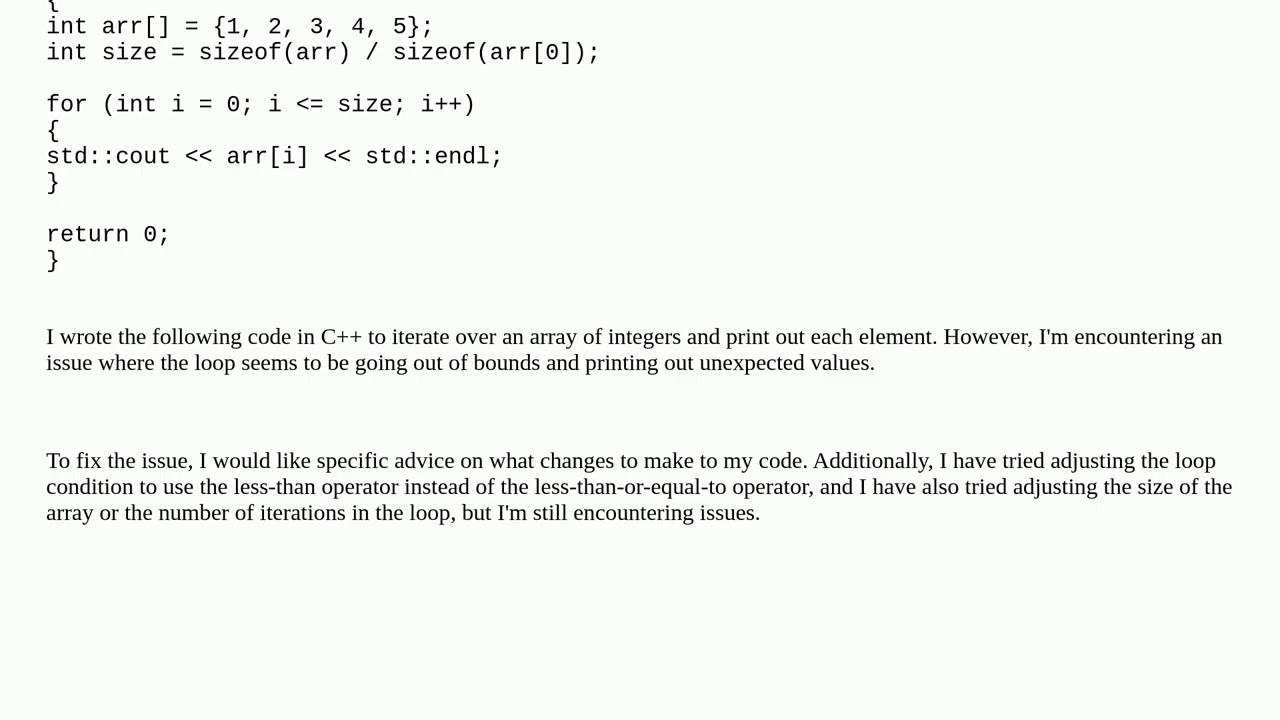 {
int arr[] = {1, 2, 3, 4, 5};
int size = sizeof(arr) / sizeof(arr[0]);
for (int i = 0; i <= size; i++)
{
std::cout << arr[i] << std::endl;
}
return 0;
}
I wrote the following code in C++ to iterate over an array of integers and print out each element. However, I'm encountering an
issue where the loop seems to be going out of bounds and printing out unexpected values.
To fix the issue, I would like specific advice on what changes to make to my code. Additionally, I have tried adjusting the loop
condition to use the less-than operator instead of the less-than-or-equal-to operator, and I have also tried adjusting the size of the
array or the number of iterations in the loop, but I'm still encountering issues.